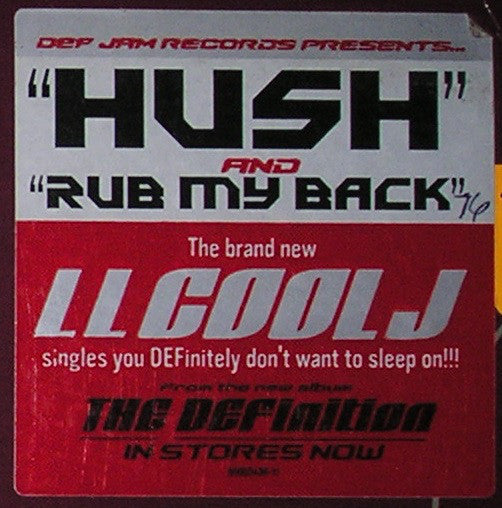 DEF JAM RECORDS PRESENTS...
"HUSH"
AND
"RUB MY BACK"
The brand new
LL COOL J
singles you DEFinitely don't want to sleep on!!!
From the new album
THE DEFinition
IN STORES NOW